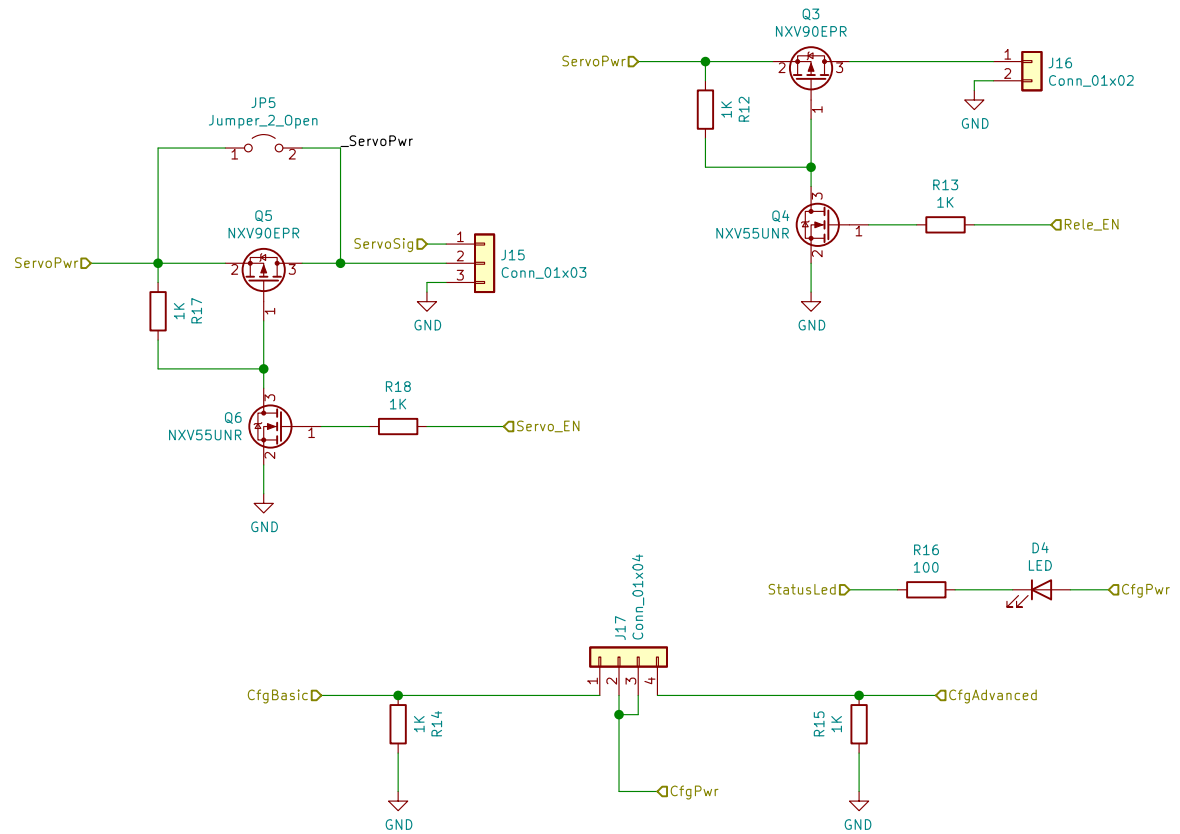 Q3
NXV90EPR
ServoPwr
2
3
1
1
2
J16
Conn_01x02
GND
1K
R12
3
Q4
NXV55UNR
1
2
R13
1K
Rele_EN
GND
JP5
Jumper_2_Open
1
2
_ServoPwr
Q5
NXV90EPR
ServoPwr
2
3
1
1K
R17
ServoSig
1
2
3
J15
Conn_01x03
GND
3
Q6
NXV55UNR
1
2
R18
1K
Servo_EN
GND
R16
100
D4
LED
StatusLed
CfgPwr
J17
Conn_01x04
1
2
3
4
CfgBasic
CfgAdvanced
1K
R14
R15
1K
CfgPwr
GND
GND